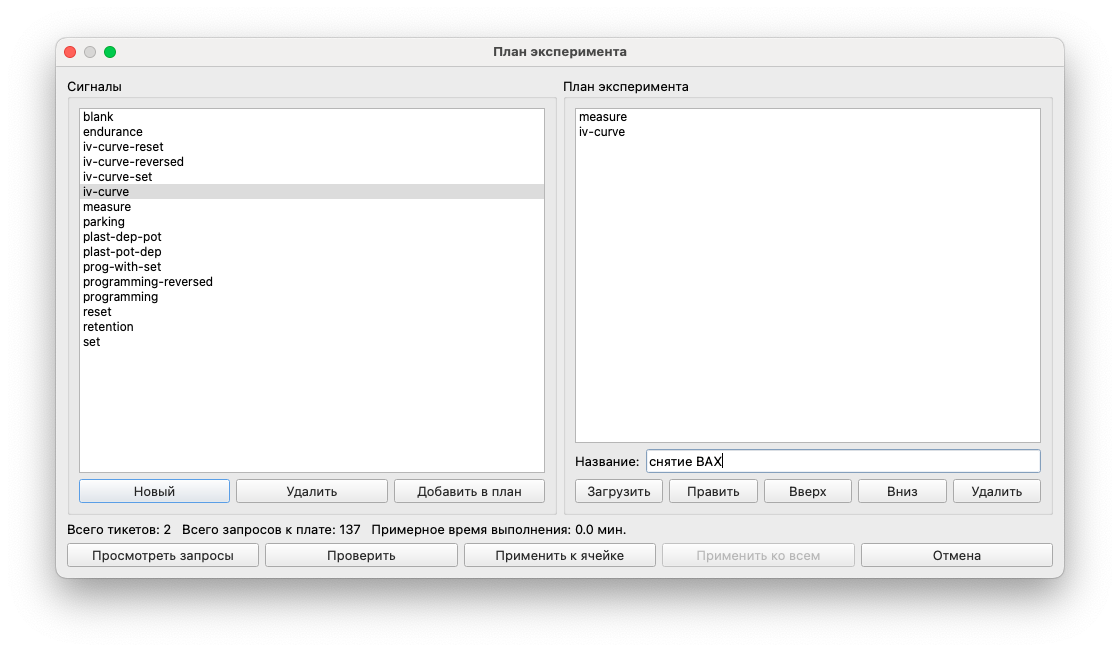 План эксперимента
Сигналы
blank
endurance
iv-curve-reset
iv-curve-reversed
iv-curve-set
iv-curve
measure
parking
plast-dep-pot
plast-pot-dep
prog-with-set
programming-reversed
programming
reset
retention
set
Новый Удалить Добавить в план
План эксперимента
measure
iv-curve
Название: снятие ВАХ
Загрузить Править Вверх Вниз Удалить
Всего тикетов: 2 Всего запросов к плате: 137 Примерное время выполнения: 0.0 мин.
Просмотреть запросы Проверить Применить к ячейке Применить ко всем Отмена